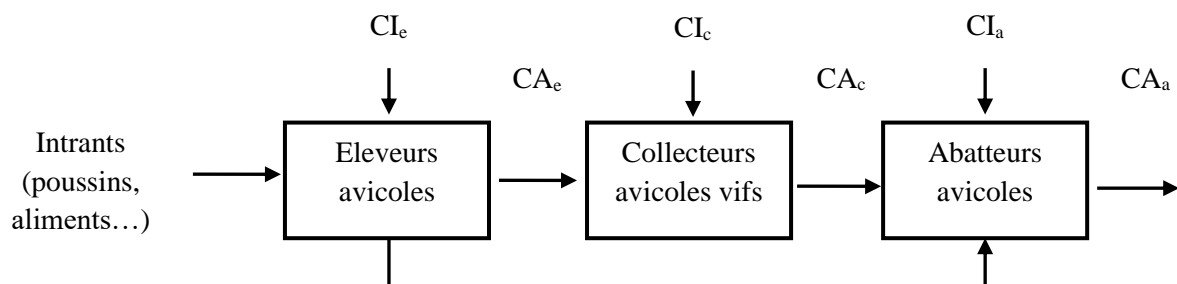 CIe
CIc
CIa
CAe
CAc
CAa
Intrants
(poussins,
aliments…)
Eleveurs
avicoles
Collecteurs
avicoles vifs
Abatteurs
avicoles